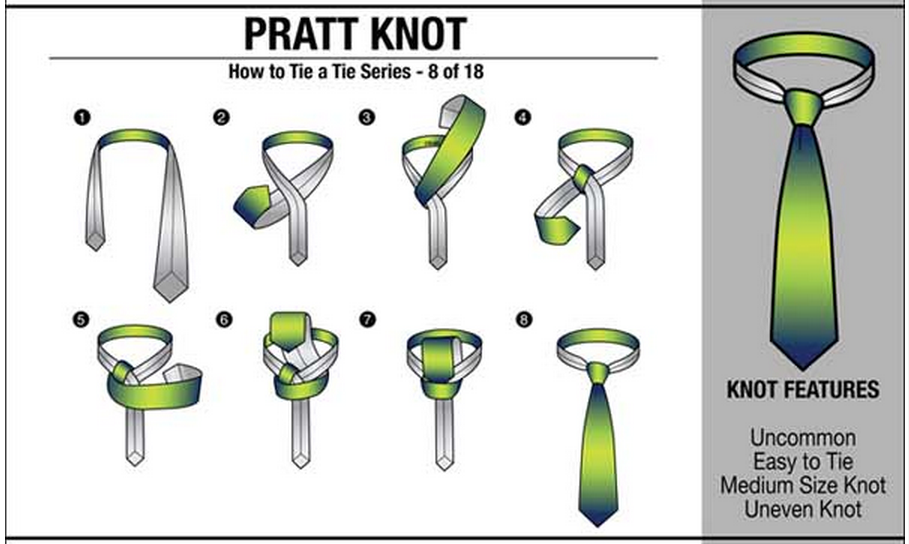 PRATT KNOT
How to Tie a Tie Series - 8 of 18
1
2
3
4
5
6
7
8
KNOT FEATURES
Uncommon
Easy to Tie
Medium Size Knot
Uneven Knot